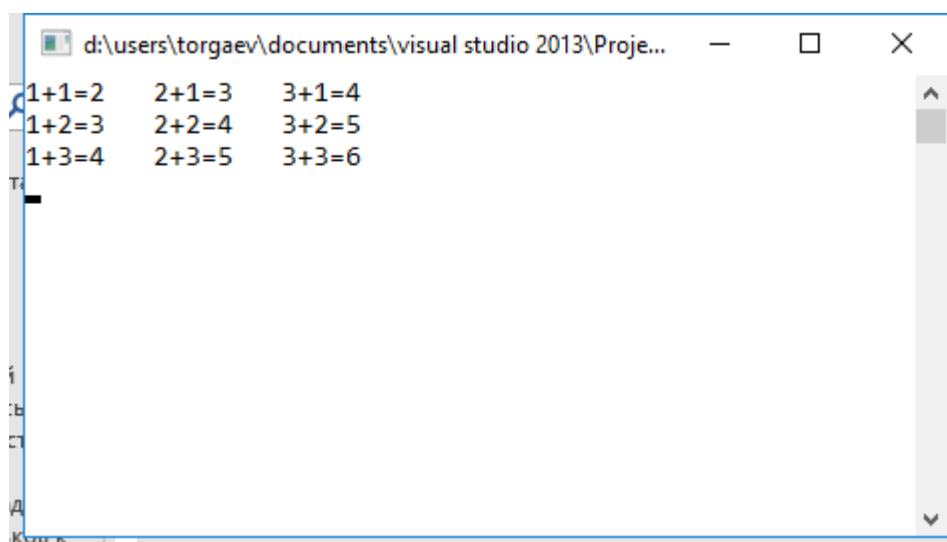 d:\users\torgaev\documents\visual studio 2013\Proje...
1+1=2 2+1=3 3+1=4
1+2=3 2+2=4 3+2=5
1+3=4 2+3=5 3+3=6